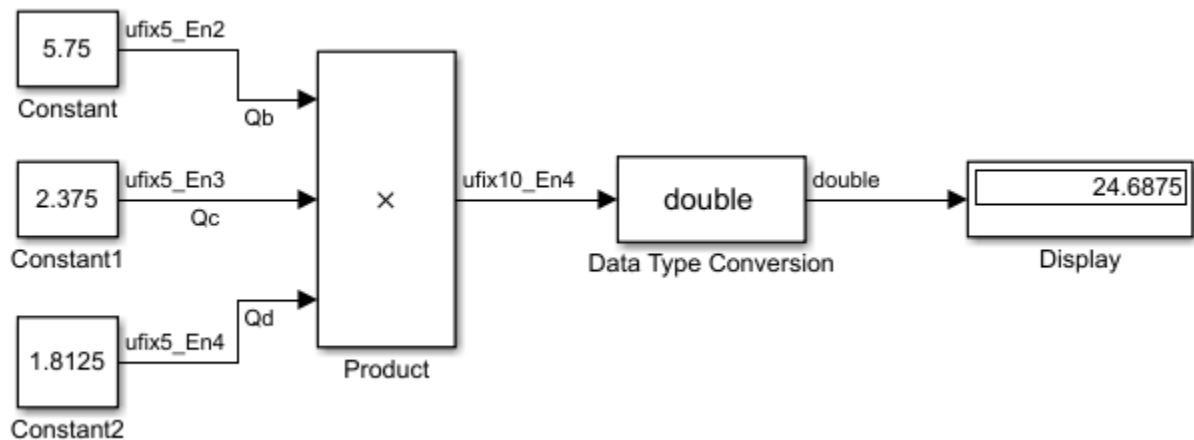 5.75
ufix5_En2
Constant
Qb
2.375
ufix5_En3
Qc
Constant1
1.8125
ufix5_En4
Qd
Constant2
×
Product
ufix10_En4
double
Data Type Conversion
double
24.6875
Display